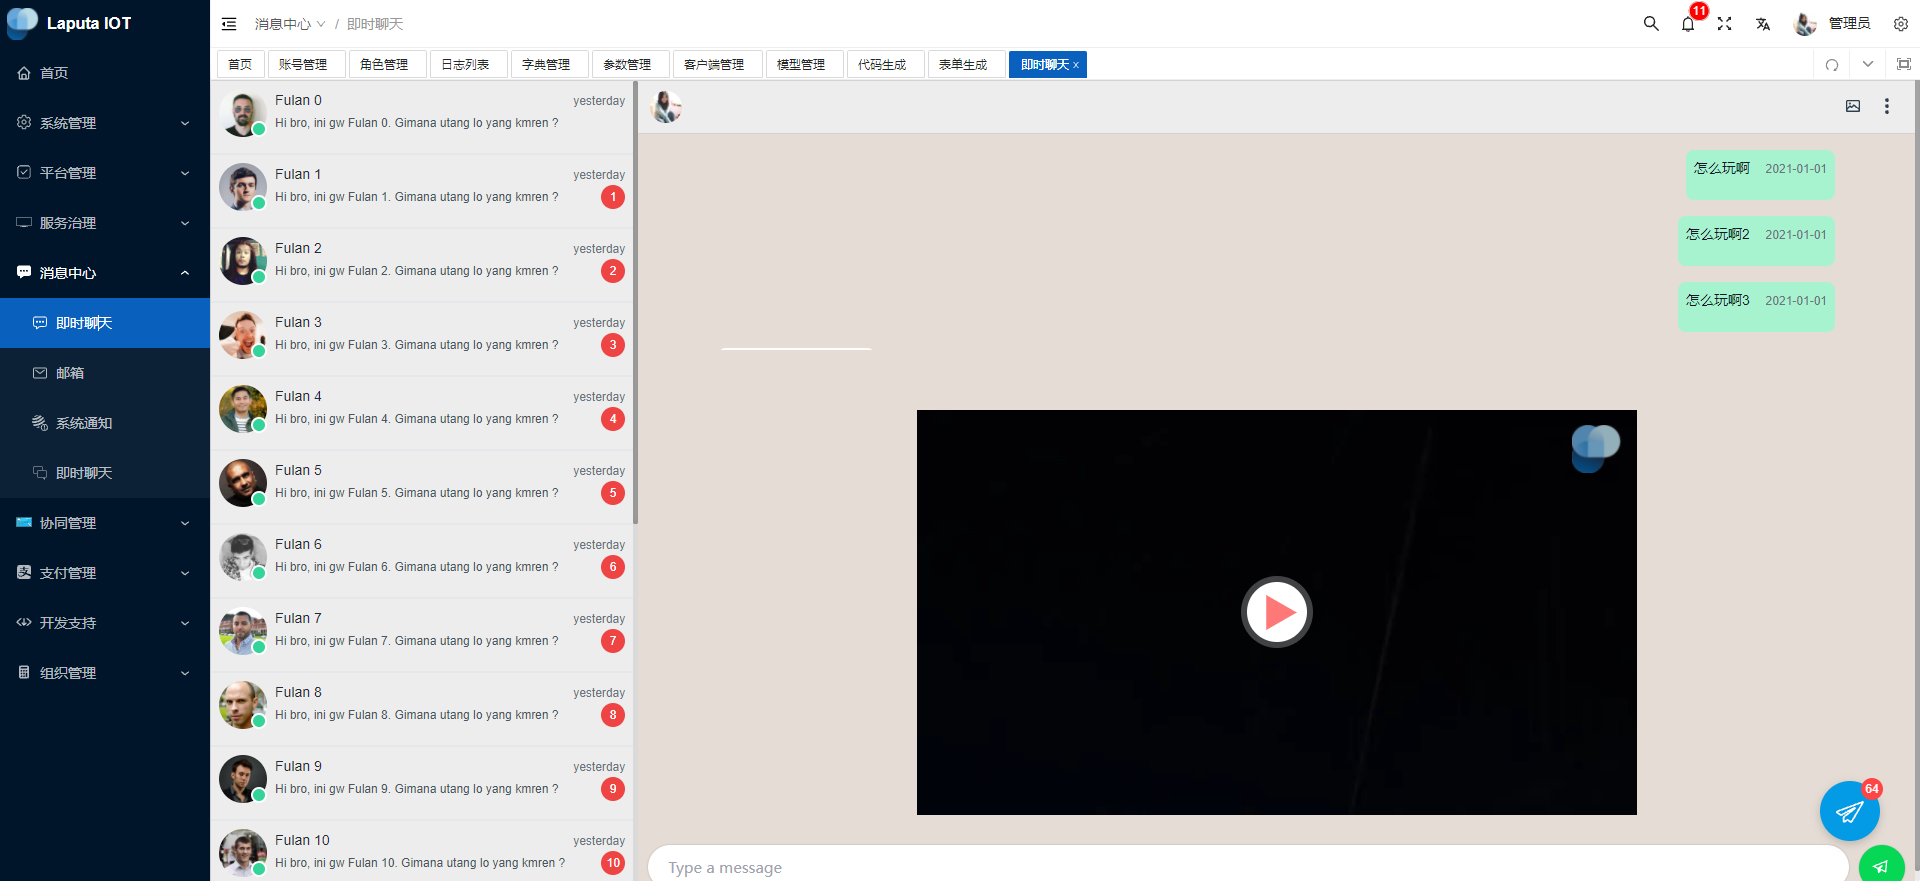 Laputa IOT
消息中心 / 即时聊天
11
管理员
首页
系统管理
平台管理
服务治理
消息中心
即时聊天
邮箱
系统通知
即时聊天
协同管理
支付管理
开发支持
组织管理
首页 账号管理 角色管理 日志列表 字典管理 参数管理 客户端管理 模型管理 代码生成 表单生成 即时聊天 x
Fulan 0 yesterday
Hi bro, ini gw Fulan 0. Gimana utang lo yang kmren ?
Fulan 1 yesterday
Hi bro, ini gw Fulan 1. Gimana utang lo yang kmren ? 1
Fulan 2 yesterday
Hi bro, ini gw Fulan 2. Gimana utang lo yang kmren ? 2
Fulan 3 yesterday
Hi bro, ini gw Fulan 3. Gimana utang lo yang kmren ? 3
Fulan 4 yesterday
Hi bro, ini gw Fulan 4. Gimana utang lo yang kmren ? 4
Fulan 5 yesterday
Hi bro, ini gw Fulan 5. Gimana utang lo yang kmren ? 5
Fulan 6 yesterday
Hi bro, ini gw Fulan 6. Gimana utang lo yang kmren ? 6
Fulan 7 yesterday
Hi bro, ini gw Fulan 7. Gimana utang lo yang kmren ? 7
Fulan 8 yesterday
Hi bro, ini gw Fulan 8. Gimana utang lo yang kmren ? 8
Fulan 9 yesterday
Hi bro, ini gw Fulan 9. Gimana utang lo yang kmren ? 9
Fulan 10 yesterday
Hi bro, ini gw Fulan 10. Gimana utang lo yang kmren ? 10
怎么玩啊 2021-01-01
怎么玩啊2 2021-01-01
怎么玩啊3 2021-01-01
64
Type a message